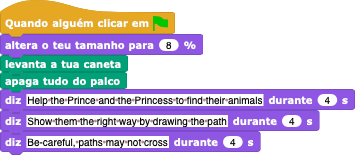 Quando alguém clicar em
altera o teu tamanho para 8 %
levanta a tua caneta
apaga tudo do palco
diz Help·the·Prince·and·the·Princess·to·find·their·animals durante 4 s
diz Show·them·the·right·way·by·drawing·the·path durante 4 s
diz Be·careful,·paths·may·not·cross durante 4 s